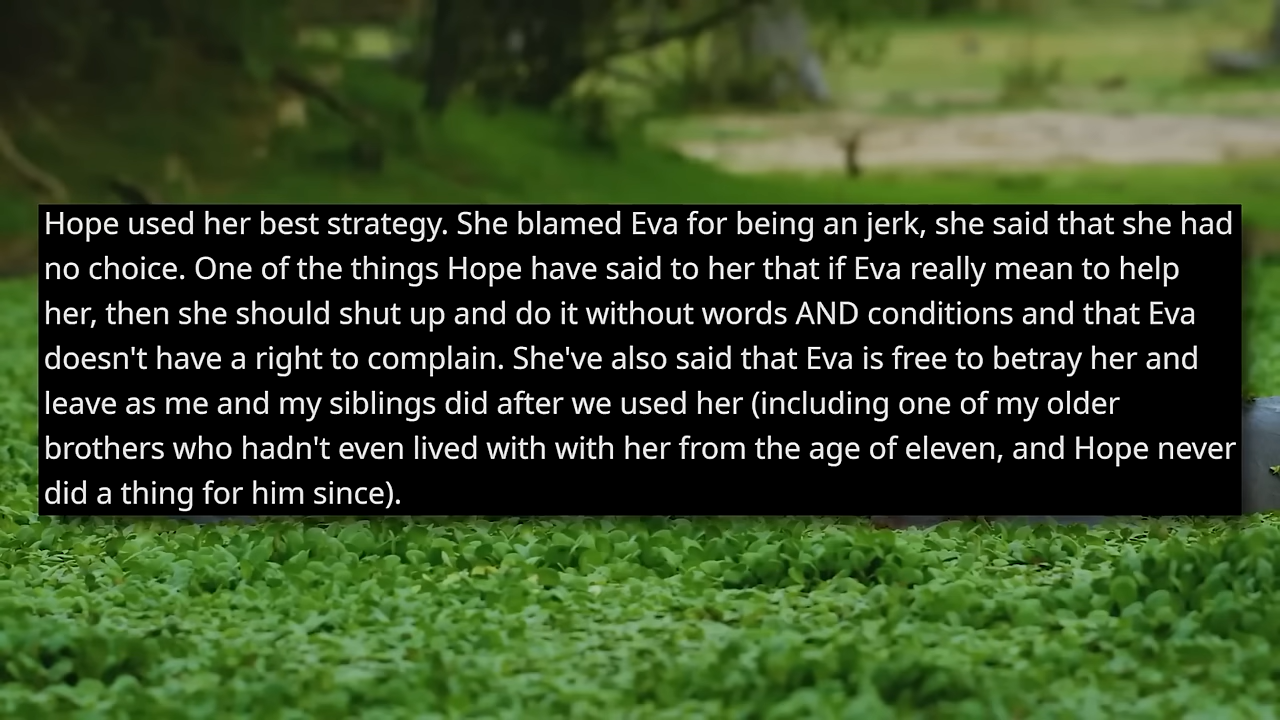 Hope used her best strategy. She blamed Eva for being an jerk, she said that she had
no choice. One of the things Hope have said to her that if Eva really mean to help
her, then she should shut up and do it without words AND conditions and that Eva
doesn't have a right to complain. She've also said that Eva is free to betray her and
leave as me and my siblings did after we used her (including one of my older
brothers who hadn't even lived with with her from the age of eleven, and Hope never
did a thing for him since).